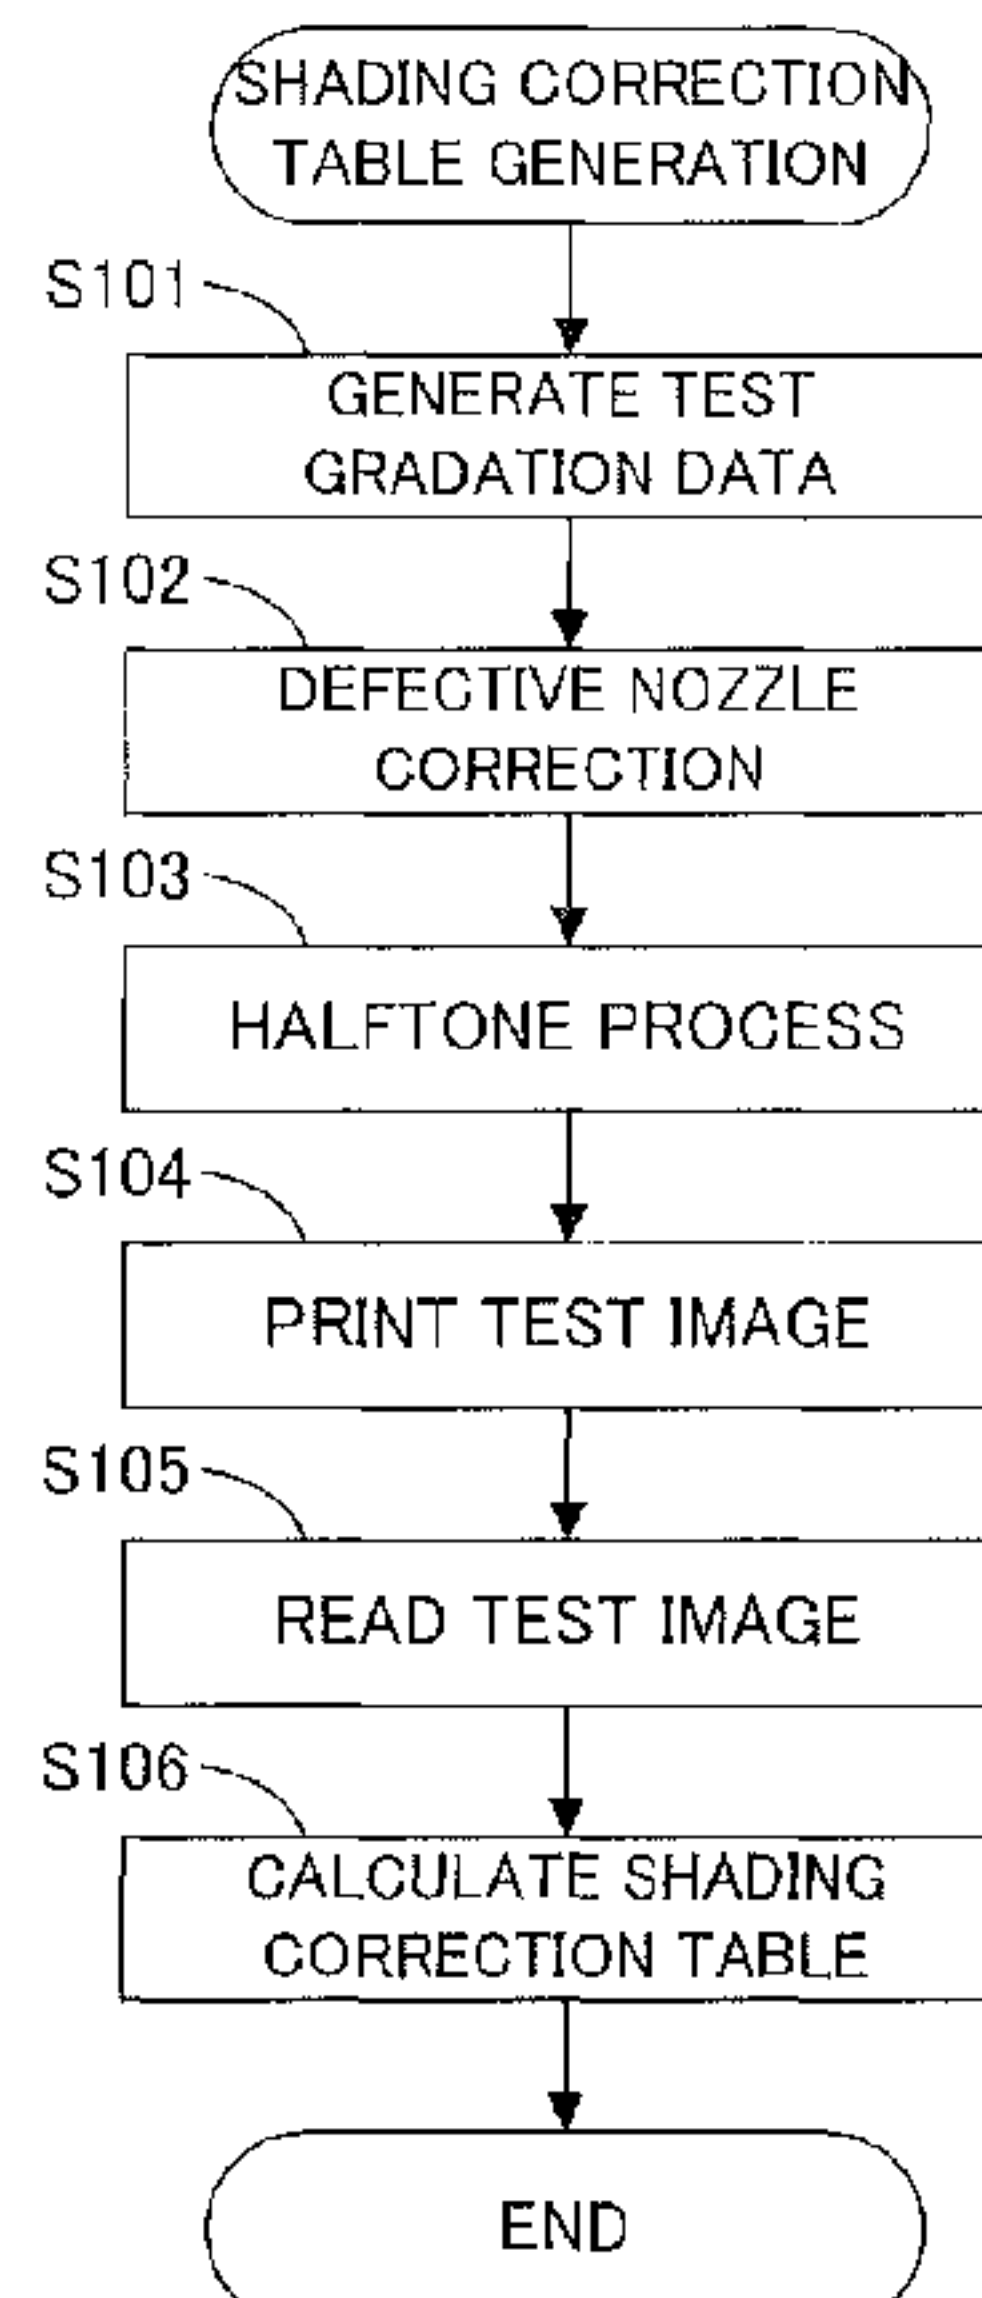 SHADING CORRECTION
TABLE GENERATION
S101
GENERATE TEST
GRADATION DATA
S102
DEFECTIVE NOZZLE
CORRECTION
S103
HALFTONE PROCESS
S104
PRINT TEST IMAGE
S105
READ TEST IMAGE
S106
CALCULATE SHADING
CORRECTION TABLE
END